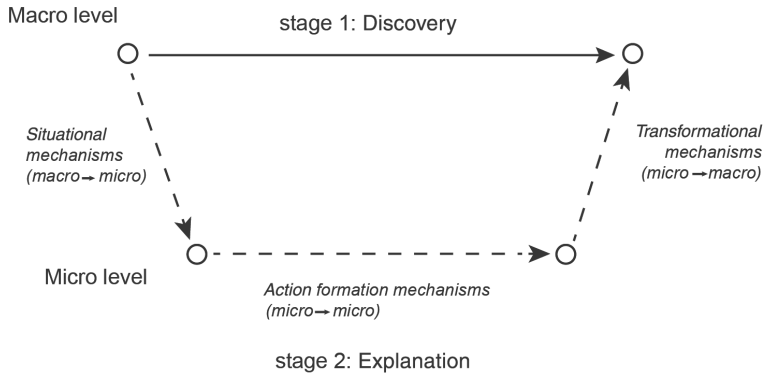 Macro level
stage 1: Discovery
Situational
mechanisms
(macro→ micro)
Transformational
mechanisms
(micro→macro)
Micro level
Action formation mechanisms
(micro→micro)
stage 2: Explanation